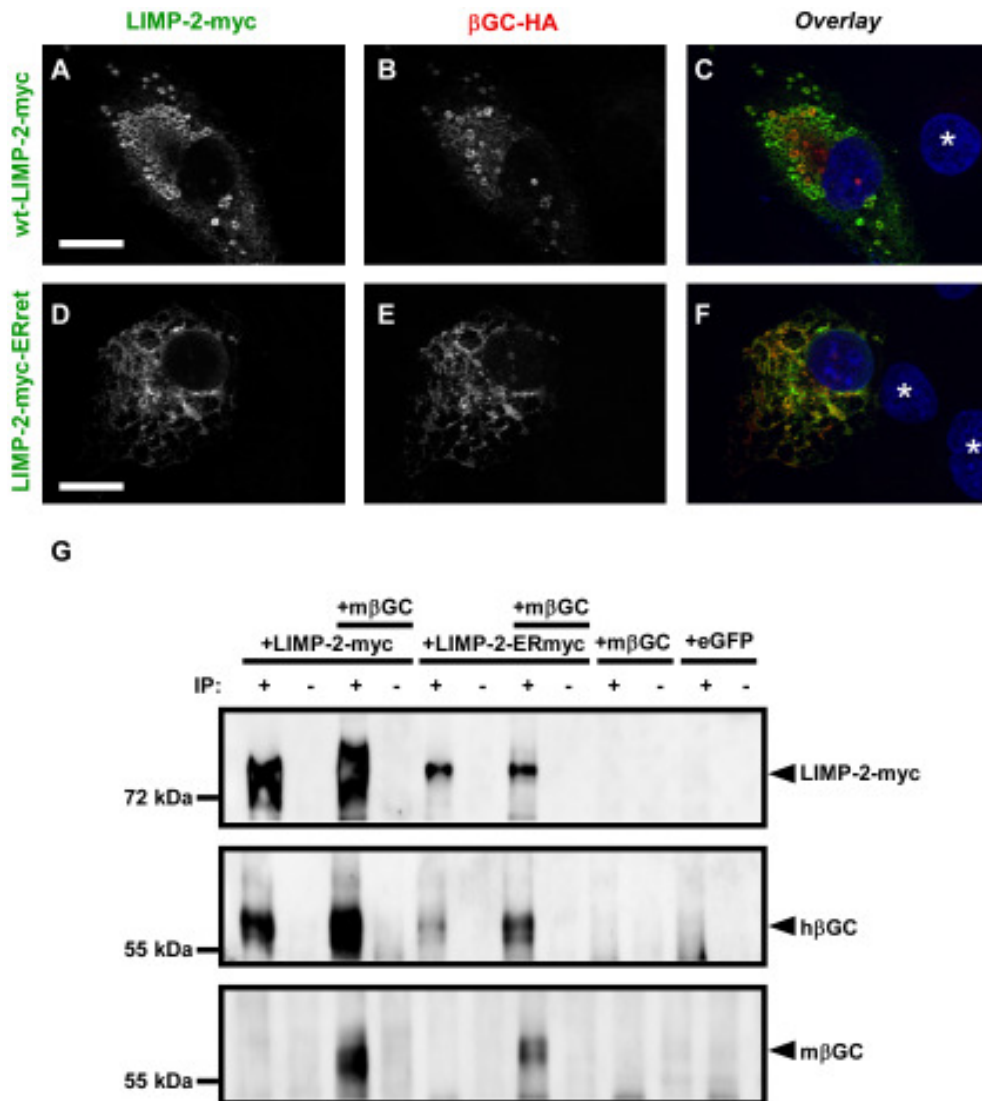 LIMP-2-myc βGC-HA Overlay
wt-LIMP-2-myc
A B C *
LIMP-2-myc-ERret
D E F * *
G
+mβGC +mβGC
+LIMP-2-myc +LIMP-2-ERmyc +mβGC +eGFP
IP: + - + - + - + - + - + -
LIMP-2-myc
72 kDa
hβGC
55 kDa
mβGC
55 kDa